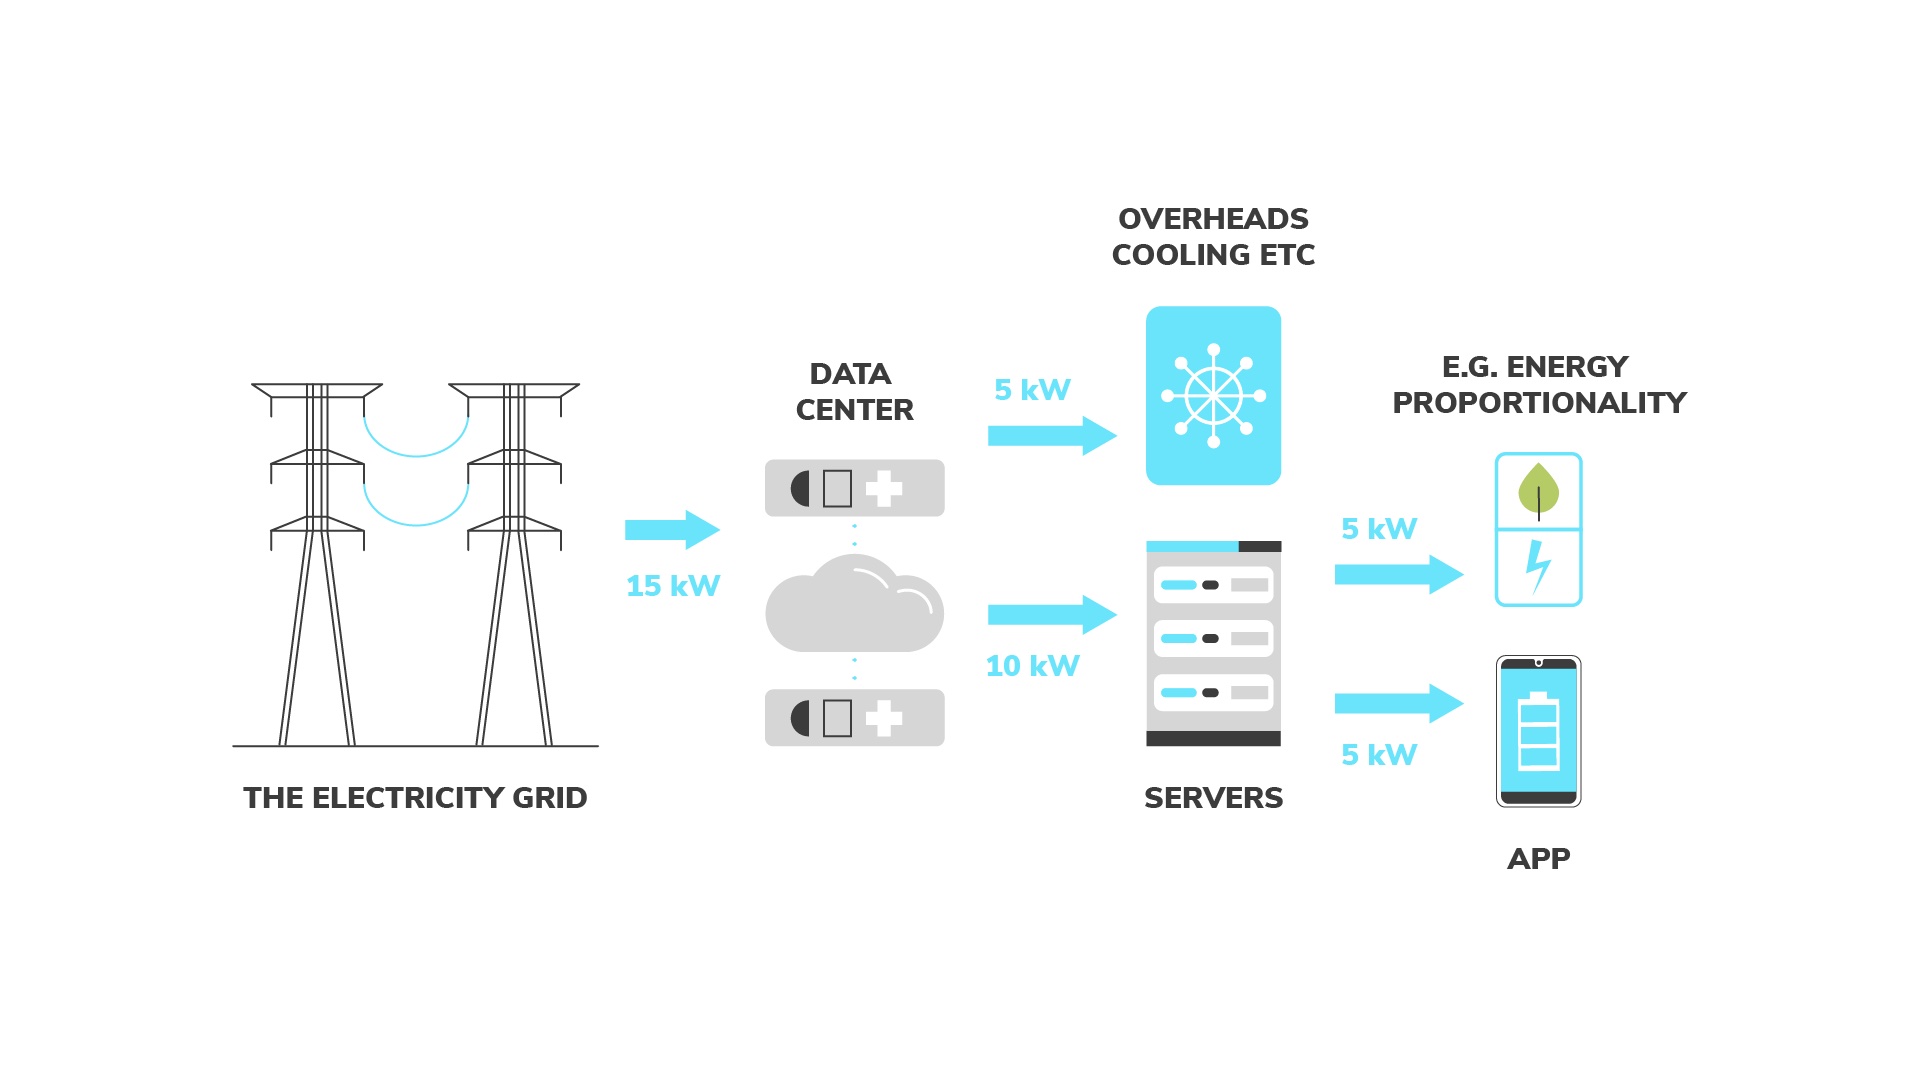 THE ELECTRICITY GRID
15 kW
DATA
CENTER
5 kW
10 kW
OVERHEADS
COOLING ETC
SERVERS
5 kW
5 kW
E.G. ENERGY
PROPORTIONALITY
APP